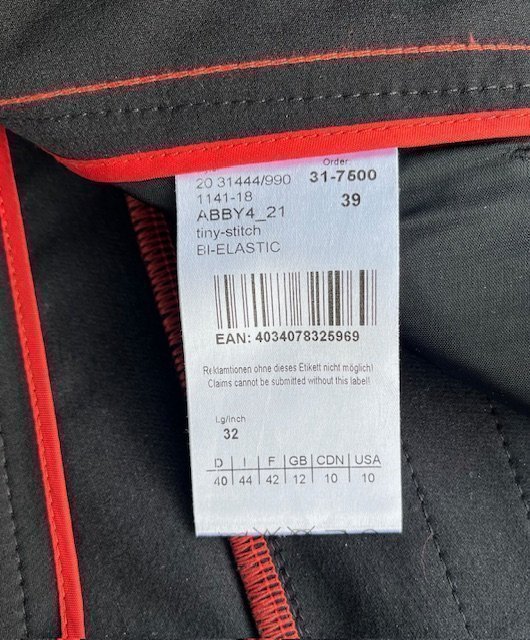 20 31444/990 Order: 31-7500
1141-18 39
ABBY4_21
tiny-stitch
BI-ELASTIC
EAN: 4034078325969
Reklamtionen ohne dieses Etikett nicht möglich!
Claims cannot be submitted without this label!
Lg/inch
32
D I F GB CDN USA
40 44 42 12 10 10